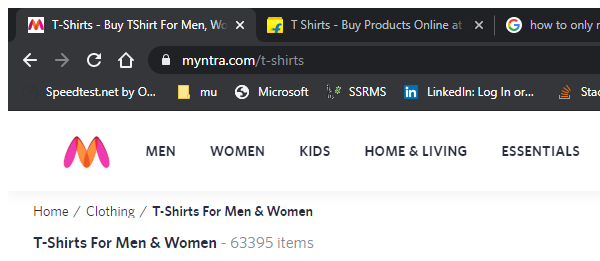 T-Shirts - Buy TShirt For Men, Wo
T Shirts - Buy Products Online at
how to only
myntra.com/t-shirts
Speedtest.net by O...
mu
Microsoft
SSRMS
LinkedIn: Log In or...
Stac
MEN WOMEN KIDS HOME & LIVING ESSENTIALS
Home / Clothing / T-Shirts For Men & Women
T-Shirts For Men & Women - 63395 items